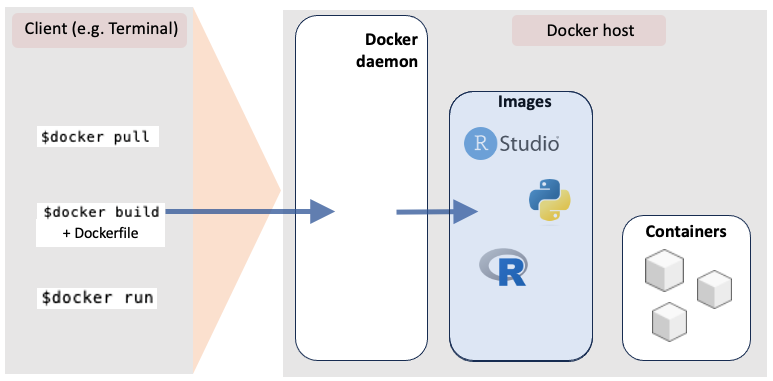 Client (e.g. Terminal)
$docker pull
$docker build
+ Dockerfile
$docker run
Docker
daemon
Docker host
Images
R Studio
R
Containers